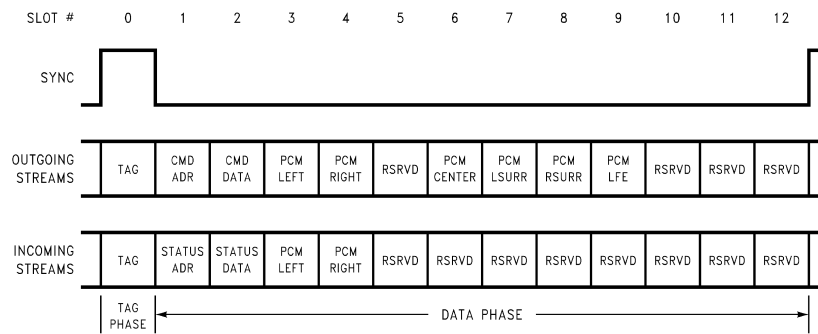 SLOT # 0 1 2 3 4 5 6 7 8 9 10 11 12
SYNC
OUTGOING STREAMS
TAG
CMD ADR
CMD DATA
PCM LEFT
PCM RIGHT
RSRVD
PCM CENTER
PCM LSURR
PCM RSURR
PCM LFE
RSRVD
RSRVD
RSRVD
INCOMING STREAMS
TAG
STATUS ADR
STATUS DATA
PCM LEFT
PCM RIGHT
RSRVD
RSRVD
RSRVD
RSRVD
RSRVD
RSRVD
RSRVD
RSRVD
TAG PHASE
DATA PHASE